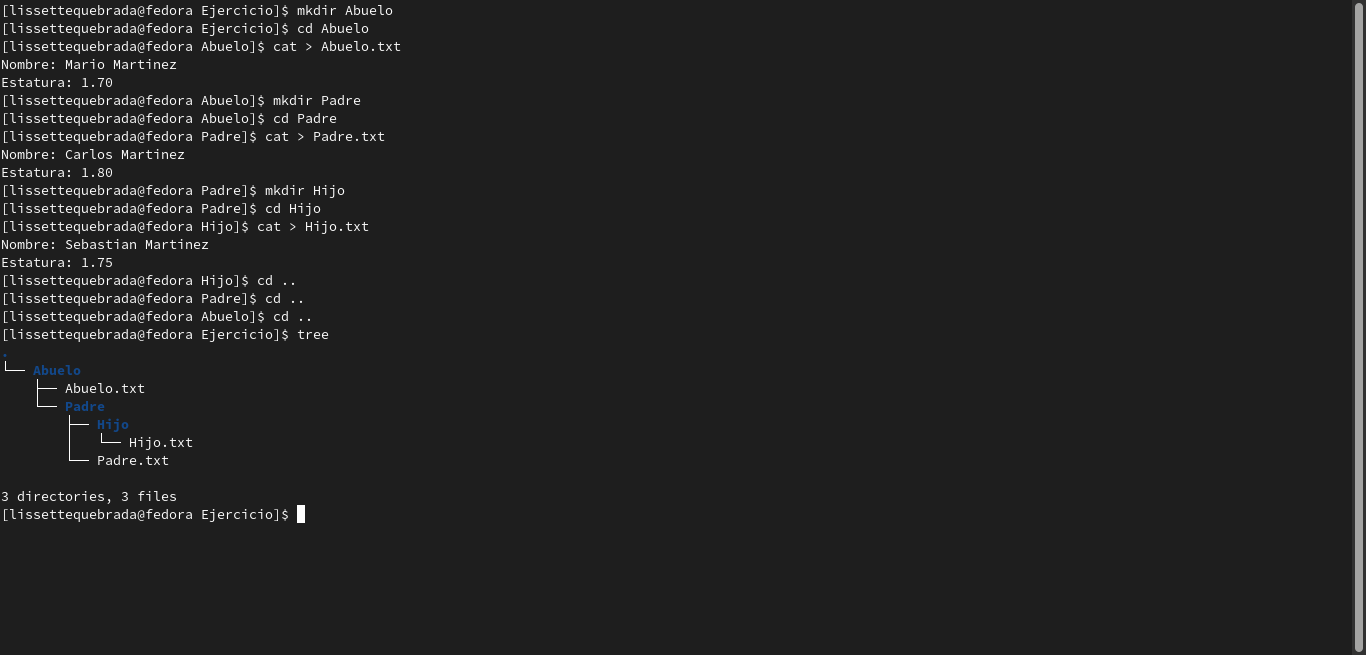 [lissettequebrada@fedora Ejercicio]$ mkdir Abuelo
[lissettequebrada@fedora Ejercicio]$ cd Abuelo
[lissettequebrada@fedora Abuelo]$ cat > Abuelo.txt
Nombre: Mario Martinez
Estatura: 1.70
[lissettequebrada@fedora Abuelo]$ mkdir Padre
[lissettequebrada@fedora Abuelo]$ cd Padre
[lissettequebrada@fedora Padre]$ cat > Padre.txt
Nombre: Carlos Martinez
Estatura: 1.80
[lissettequebrada@fedora Padre]$ mkdir Hijo
[lissettequebrada@fedora Padre]$ cd Hijo
[lissettequebrada@fedora Hijo]$ cat > Hijo.txt
Nombre: Sebastian Martinez
Estatura: 1.75
[lissettequebrada@fedora Hijo]$ cd ..
[lissettequebrada@fedora Padre]$ cd ..
[lissettequebrada@fedora Abuelo]$ cd ..
[lissettequebrada@fedora Ejercicio]$ tree
.
└── Abuelo
    ├── Abuelo.txt
    └── Padre
        ├── Hijo
        │   └── Hijo.txt
        └── Padre.txt

3 directories, 3 files
[lissettequebrada@fedora Ejercicio]$